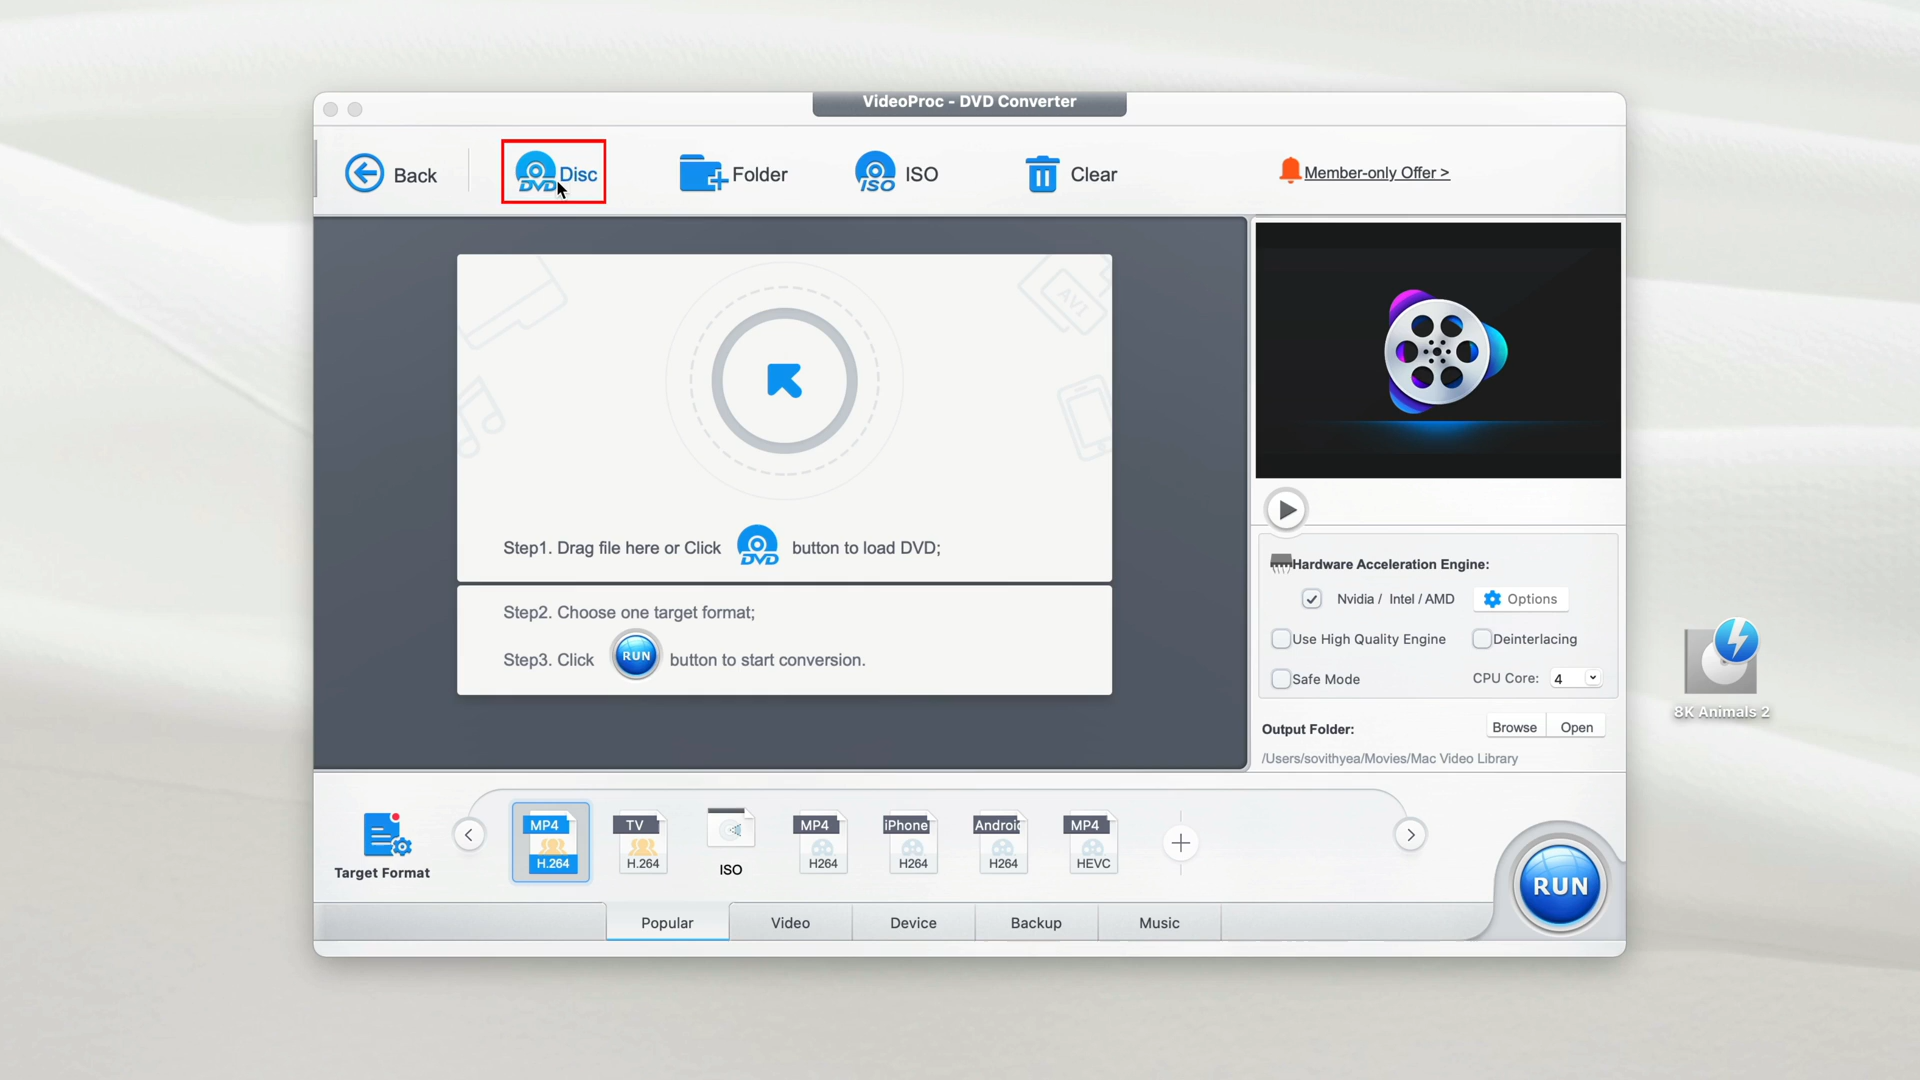 VideoProc - DVD Converter
Back
DVD Disc
Folder
ISO ISO
Clear
Member-only Offer >
AVI
Step1. Drag file here or Click DVD button to load DVD;
Step2. Choose one target format;
Step3. Click RUN button to start conversion.
Hardware Acceleration Engine:
Nvidia / Intel / AMD
Options
Use High Quality Engine
Deinterlacing
Safe Mode
CPU Core: 4
Output Folder:
Browse
Open
/Users/sovithyea/Movies/Mac Video Library
8K Animals 2
Target Format
MP4
H.264
TV
H.264
ISO
MP4
H264
iPhone
H264
Android
H264
MP4
HEVC
RUN
Popular
Video
Device
Backup
Music